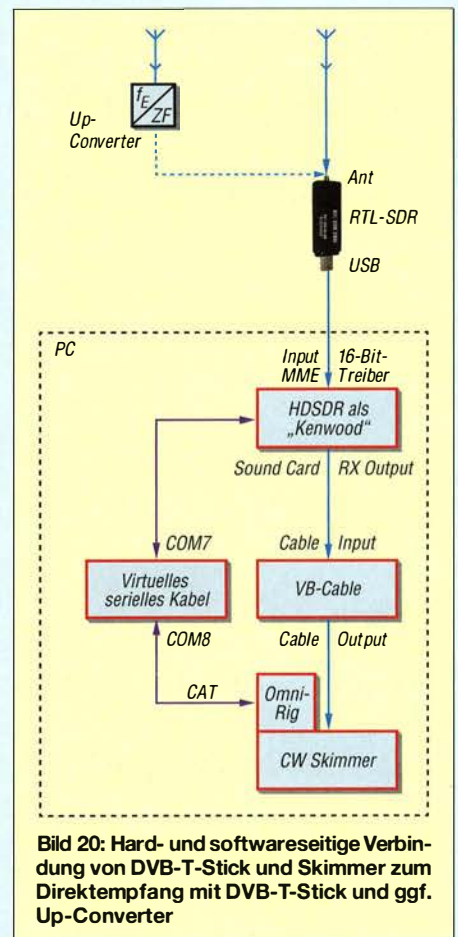 fE
ZF
Up-
Converter
Ant
RTL-SDR
USB
PC
Input 16-Bit-
MME Treiber
HDSDR als
„Kenwood“
Sound Card RX Output
COM7
Cable Input
Virtuelles
serielles Kabel
VB-Cable
COM8
Cable Output
CAT
Omni-
Rig
CW Skimmer
Bild 20: Hard- und softwareseitige Verbin-
dung von DVB-T-Stick und Skimmer zum
Direktempfang mit DVB-T-Stick und ggf.
Up-Converter